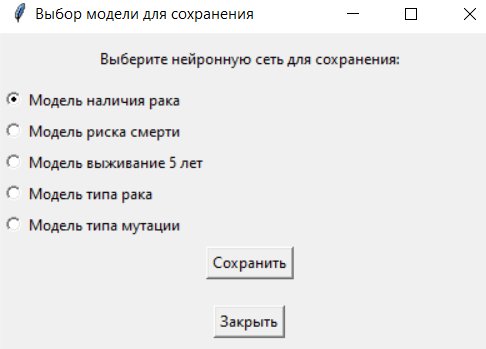 Выбор модели для сохранения
Выберите нейронную сеть для сохранения:
Модель наличия рака
Модель риска смерти
Модель выживание 5 лет
Модель типа рака
Модель типа мутации
Сохранить
Закрыть